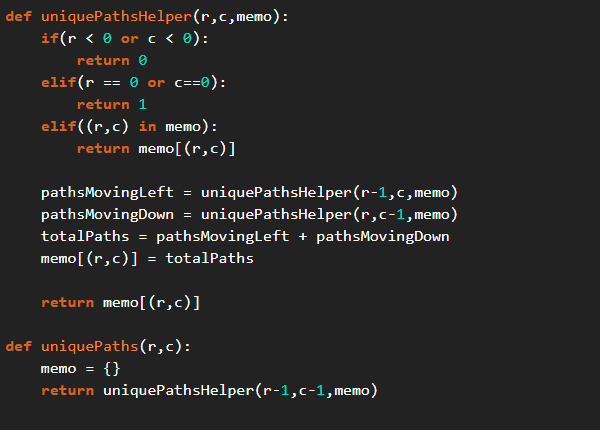 def uniquePathsHelper(r,c,memo):
    if(r < 0 or c < 0):
        return 0
    elif(r == 0 or c==0):
        return 1
    elif((r,c) in memo):
        return memo[(r,c)]
    pathsMovingLeft = uniquePathsHelper(r-1,c,memo)
    pathsMovingDown = uniquePathsHelper(r,c-1,memo)
    totalPaths = pathsMovingLeft + pathsMovingDown
    memo[(r,c)] = totalPaths
    return memo[(r,c)]
def uniquePaths(r,c):
    memo = {}
    return uniquePathsHelper(r-1,c-1,memo)